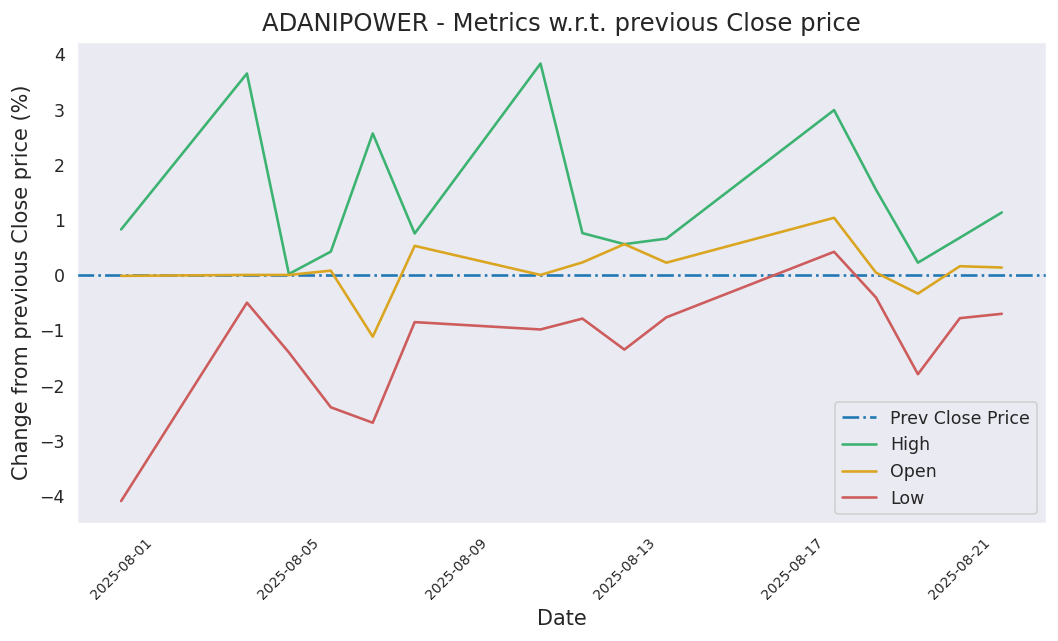 ADANIPOWER - Metrics w.r.t. previous Close price
Change from previous Close price (%)
4
3
2
1
0
−1
−2
−3
−4
Prev Close Price
High
Open
Low
2025-08-01
2025-08-05
2025-08-09
2025-08-13
2025-08-17
2025-08-21
Date